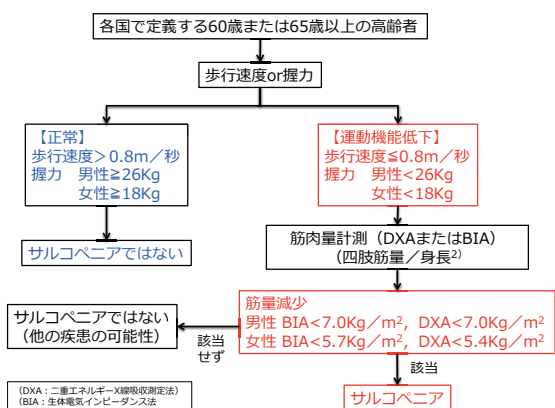 各国で定義する60歳または65歳以上の高齢者
歩行速度or握力
【正常】
歩行速度＞0.8m／秒
握力　男性≧26Kg
女性≧18Kg
【運動機能低下】
歩行速度≦0.8m／秒
握力　男性<26Kg
女性<18Kg
サルコペニアではない
筋肉量計測（DXAまたはBIA）
（四肢筋量／身長²⁾）
筋量減少
男性 BIA<7.0Kg／m²，DXA<7.0Kg／m²
女性 BIA<5.7Kg／m²，DXA<5.4Kg／m²
サルコペニアではない
（他の疾患の可能性）
該当
せず
該当
サルコペニア
（DXA：二重エネルギーX線吸収測定法）
（BIA：生体電気インピーダンス法